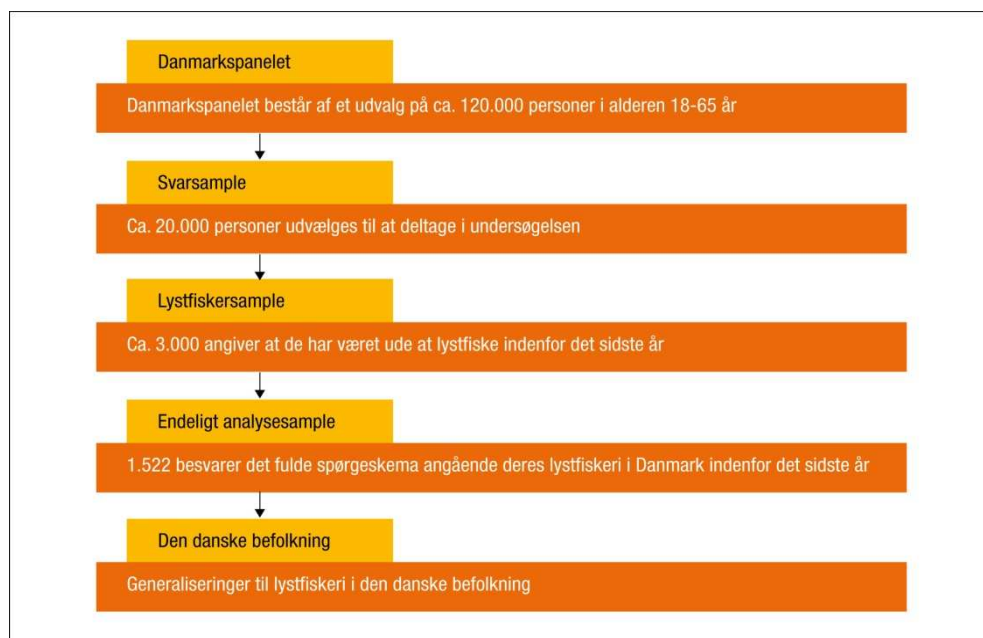 Danmarkspanelet
Danmarkspanelet består af et udvalg på ca. 120.000 personer i alderen 18-65 år
Svarsample
Ca. 20.000 personer udvælges til at deltage i undersøgelsen
Lystfiskersample
Ca. 3.000 angiver at de har været ude at lystfiske indenfor det sidste år
Endeligt analysesample
1.522 besvarer det fulde spørgeskema angående deres lystfiskeri i Danmark indenfor det sidste år
Den danske befolkning
Generaliseringer til lystfiskeri i den danske befolkning